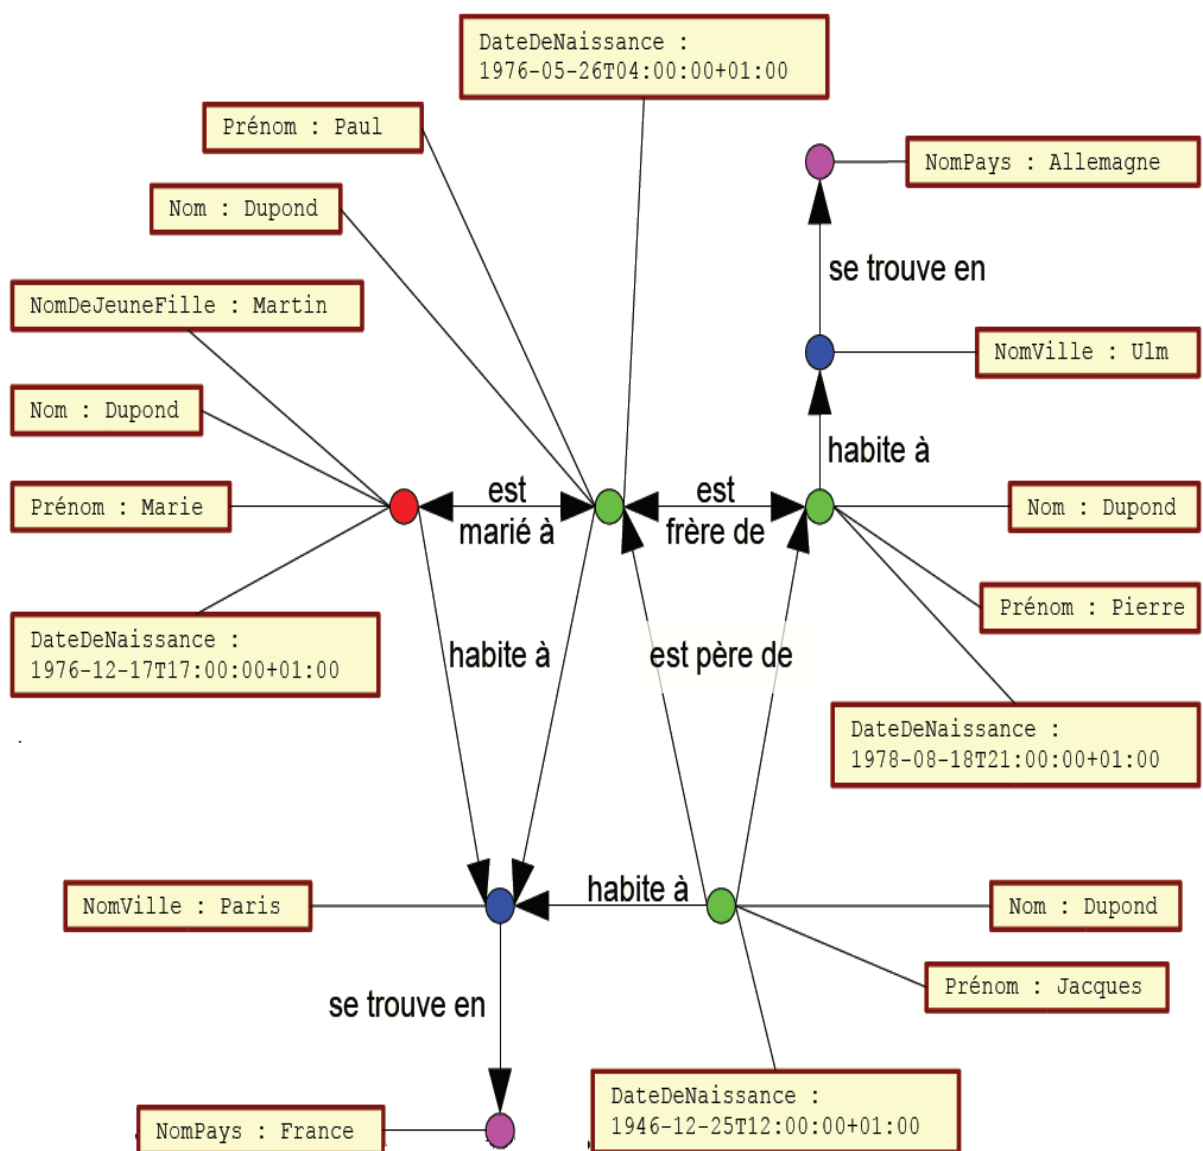 DateDeNaissance :
1976-05-26T04:00:00+01:00
Prénom : Paul
NomPays : Allemagne
Nom : Dupond
se trouve en
NomDeJeuneFille : Martin
NomVille : Ulm
Nom : Dupond
habite à
Prénom : Marie
est
marié à
est
frère de
Nom : Dupond
Prénom : Pierre
DateDeNaissance :
1976-12-17T17:00:00+01:00
habite à
est père de
DateDeNaissance :
1978-08-18T21:00:00+01:00
NomVille : Paris
habite à
Nom : Dupond
Prénom : Jacques
se trouve en
DateDeNaissance :
1946-12-25T12:00:00+01:00
NomPays : France